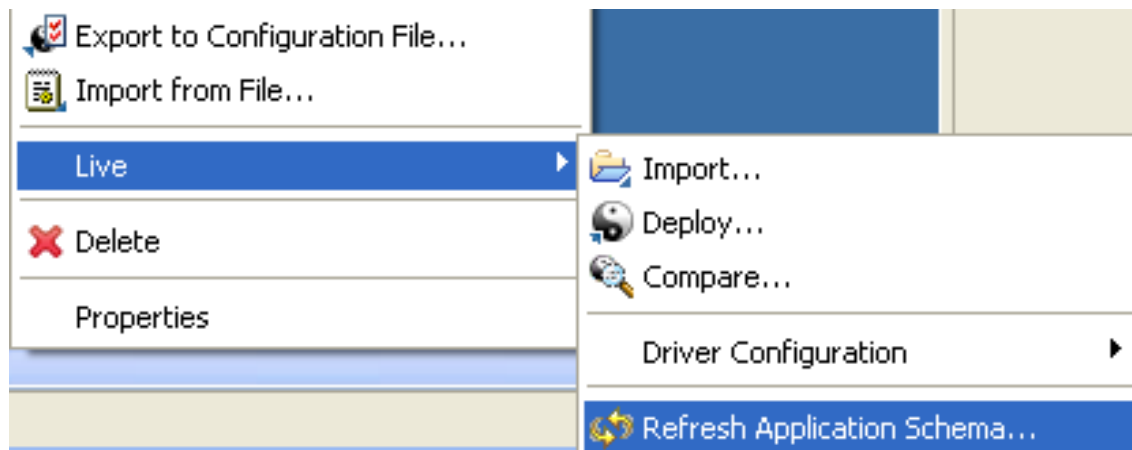 Export to Configuration File...
Import from File...
Live
Delete
Properties
Import...
Deploy...
Compare...
Driver Configuration
Refresh Application Schema...